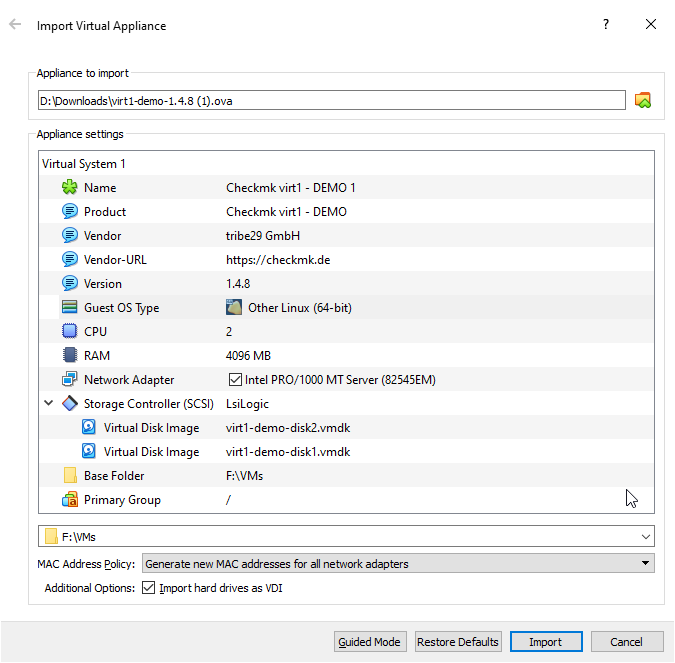 Import Virtual Appliance
?
Appliance to import
D:\Downloads\virt1-demo-1.4.8 (1).ova
Appliance settings
Virtual System 1
Name Checkmk virt1 - DEMO 1
Product Checkmk virt1 - DEMO
Vendor tribe29 GmbH
Vendor-URL https://checkmk.de
Version 1.4.8
Guest OS Type Other Linux (64-bit)
CPU 2
RAM 4096 MB
Network Adapter Intel PRO/1000 MT Server (82545EM)
Storage Controller (SCSI) LsiLogic
Virtual Disk Image virt1-demo-disk2.vmdk
Virtual Disk Image virt1-demo-disk1.vmdk
Base Folder F:\VMs
Primary Group /
F:\VMs
MAC Address Policy: Generate new MAC addresses for all network adapters
Additional Options: Import hard drives as VDI
Guided Mode Restore Defaults Import Cancel